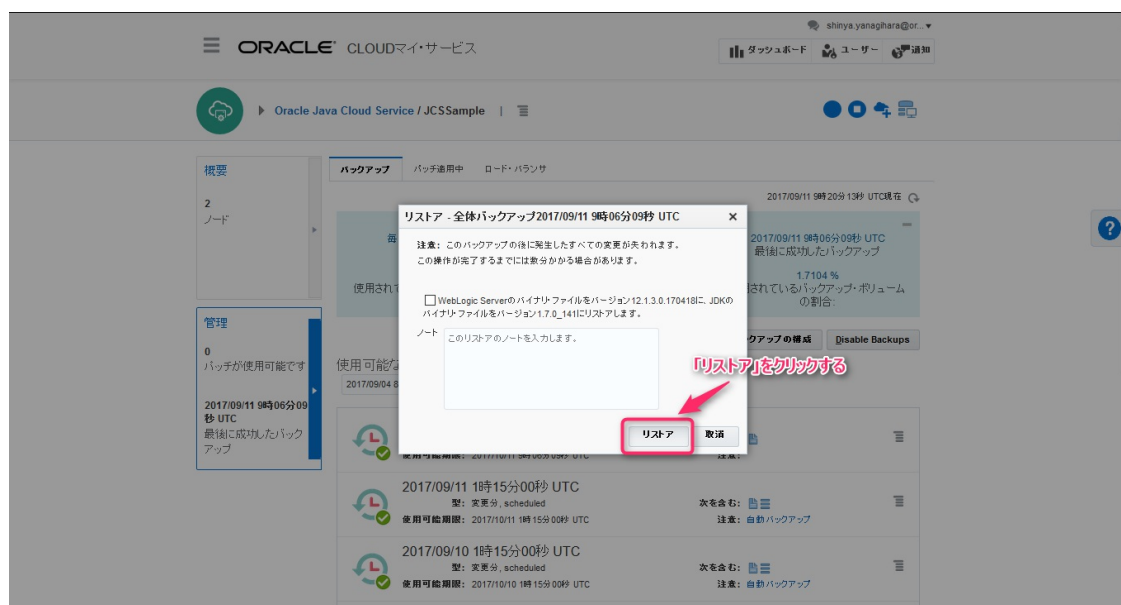 shinya.yanagihara@or...
ORACLE CLOUDマイ・サービス
ダッシュボード ユーザー 通知
Oracle Java Cloud Service / JCSSample
概要
2
ノード
管理
0
パッチが使用可能です
2017/09/11 9時06分09
秒 UTC
最後に成功したバック
アップ
バックアップ パッチ適用中 ロード・バランサ
2017/09/11 9時20分13秒 UTC現在
毎
2017/09/11 9時06分09秒 UTC
最後に成功したバックアップ
1.7104 %
使用され
されているバックアップ・ボリューム
の割合:
クアップの構成 Disable Backups
使用可能な
2017/09/04 8
リストア - 全体バックアップ2017/09/11 9時06分09秒 UTC ×
注意: このバックアップの後に発生したすべての変更が失われます。
この操作が完了するまでには数分かかる場合があります。
WebLogic Serverのバイナリ・ファイルをバージョン12.1.3.0.170418に、JDKの
バイナリ・ファイルをバージョン1.7.0_141にリストアします。
ノート このリストアのノートを入力します。
「リストア」をクリックする
リストア 取消
使用可能期限: 2017/10/11 9時06分09秒 UTC 注意:
2017/09/11 1時15分00秒 UTC
型: 変更分, scheduled 次を含む:
使用可能期限: 2017/10/11 1時15分00秒 UTC 注意: 自動バックアップ
2017/09/10 1時15分00秒 UTC
型: 変更分, scheduled 次を含む:
使用可能期限: 2017/10/10 1時15分00秒 UTC 注意: 自動バックアップ
?